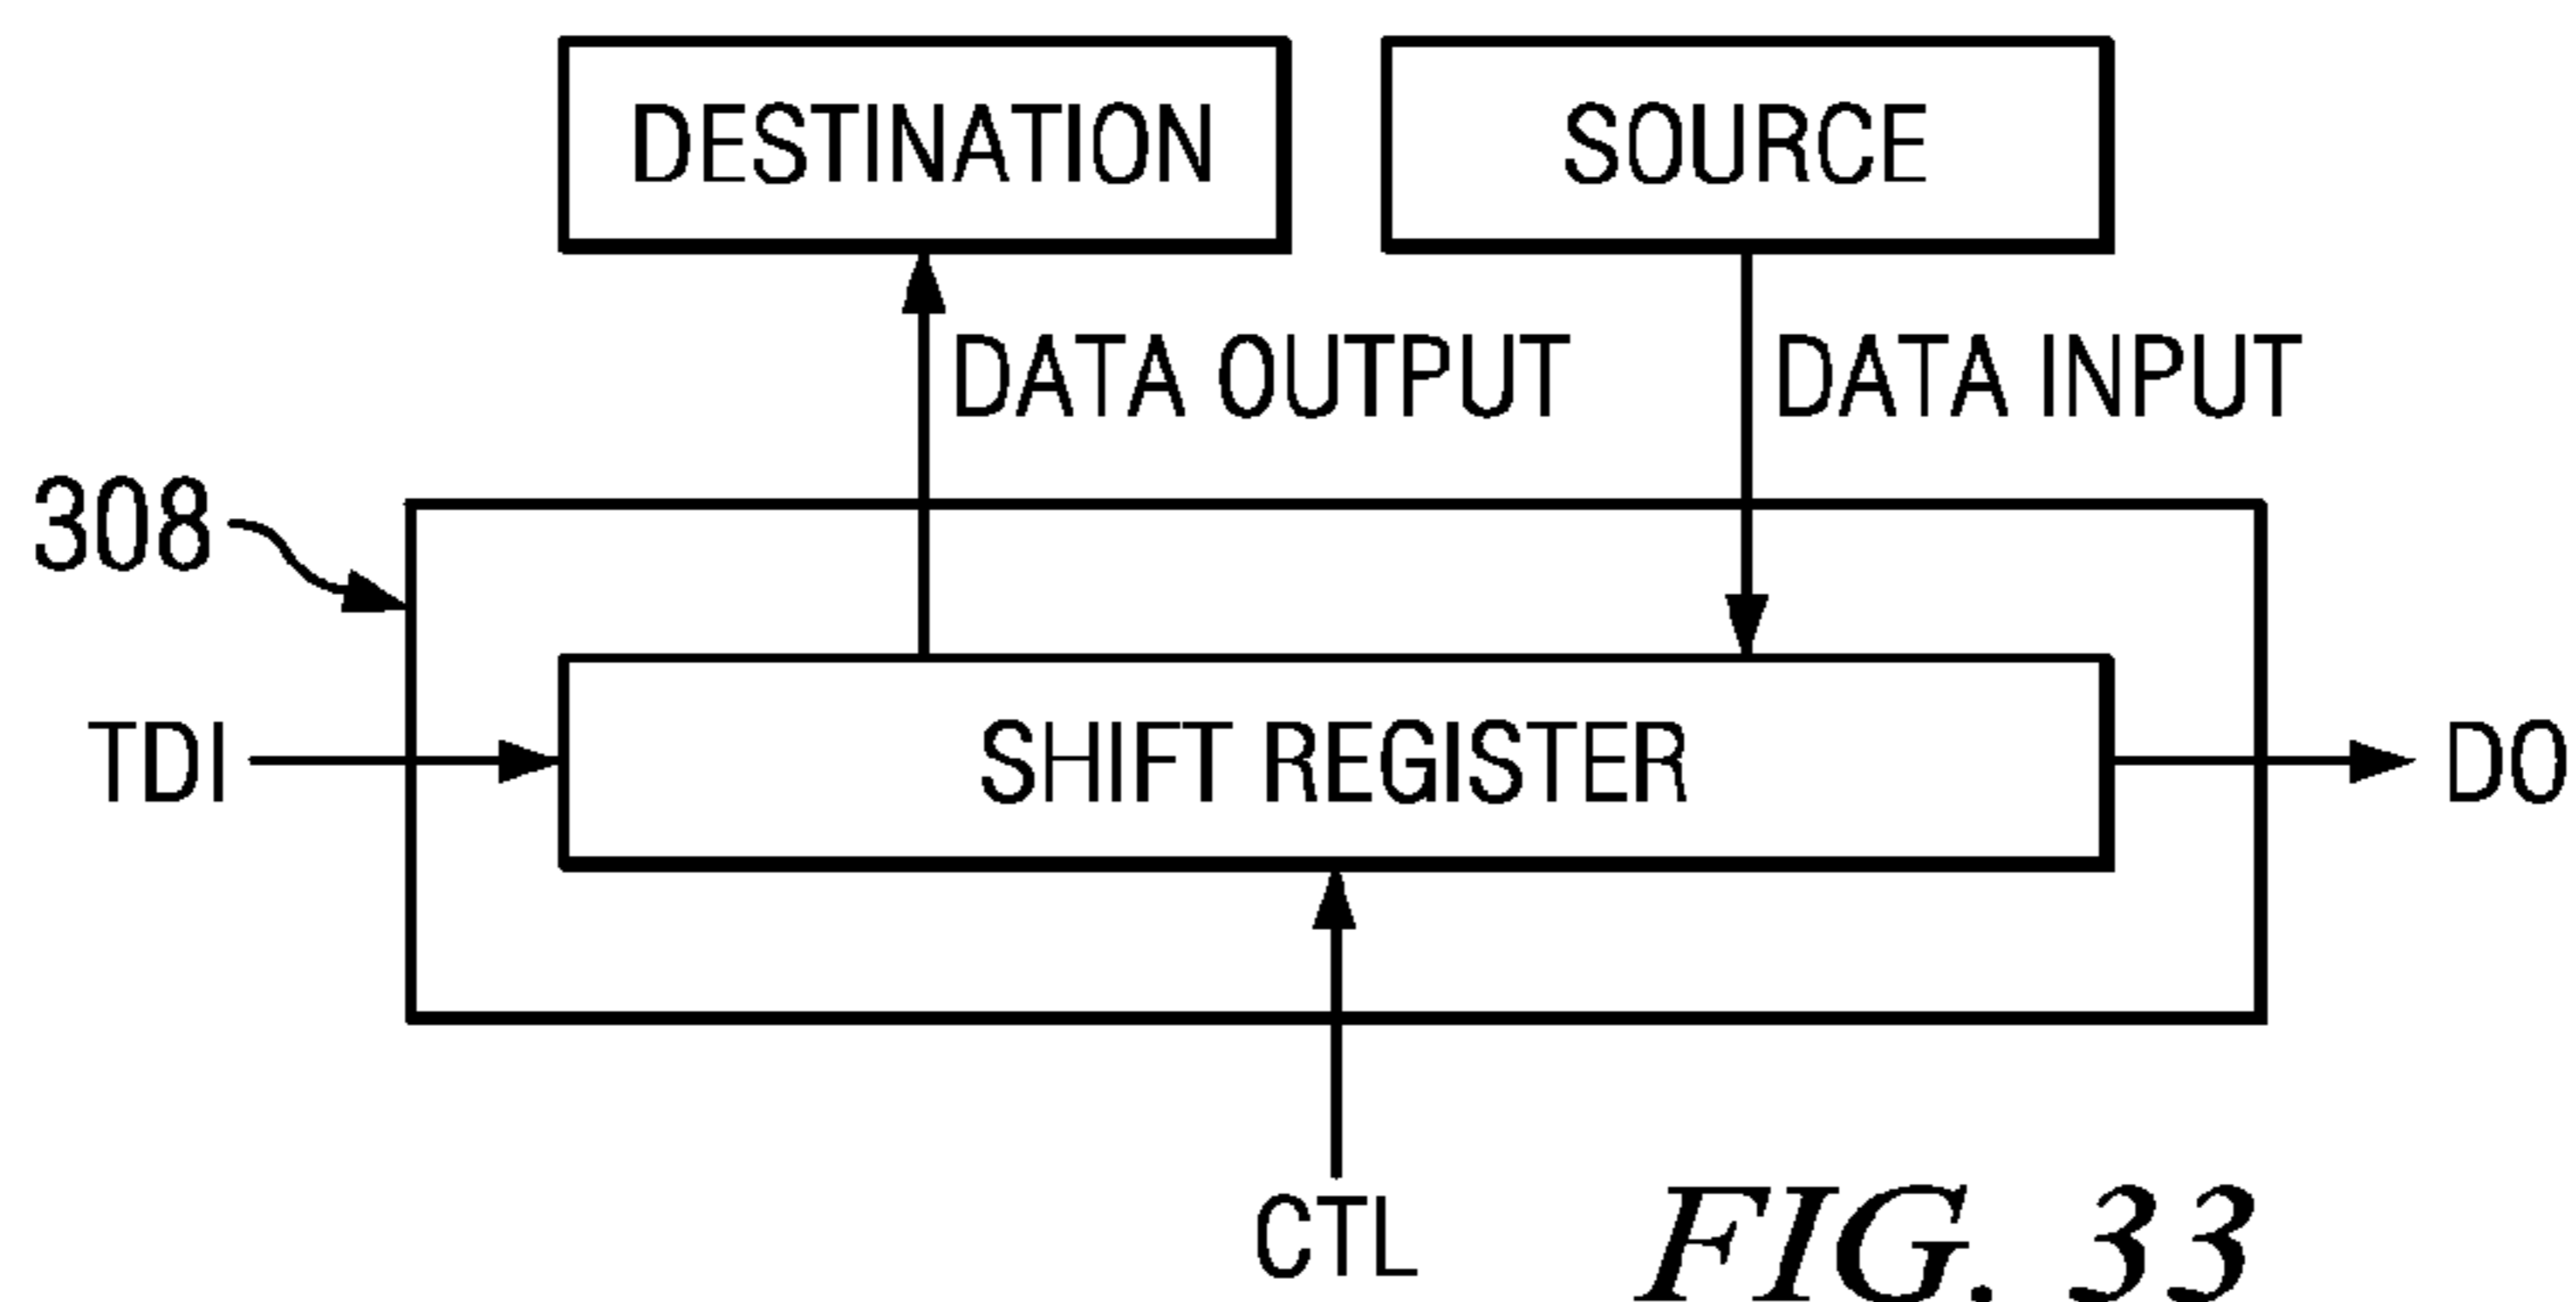 DESTINATION
SOURCE
DATA OUTPUT
DATA INPUT
308
TDI
SHIFT REGISTER
DO
CTL
FIG. 33